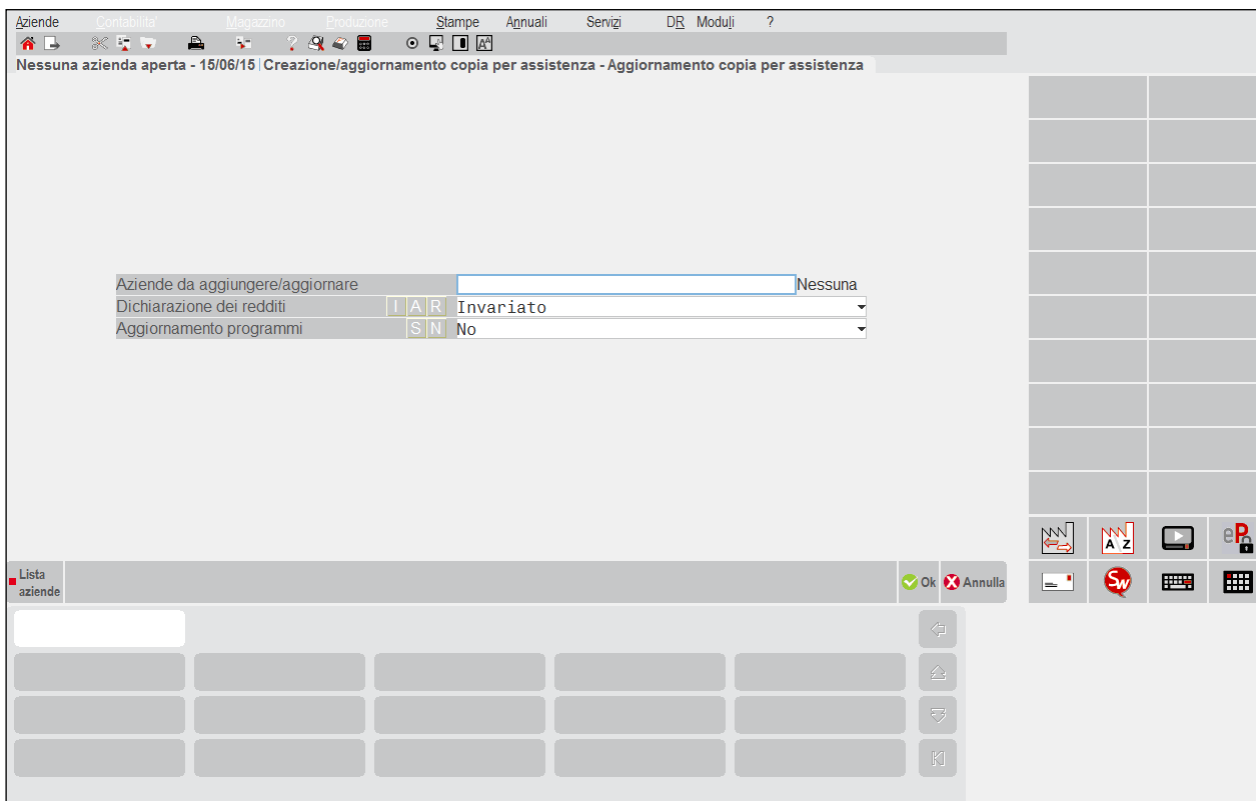 Aziende Contabilita' Magazzino Produzione Stampe Annuali Servizi DR Moduli ?
Nessuna azienda aperta - 15/06/15 Creazione/aggiornamento copia per assistenza - Aggiornamento copia per assistenza
Aziende da aggiungere/aggiornare Nessuna
Dichiarazione dei redditi I A R Invariato
Aggiornamento programmi S N No
A Z eP
Lista aziende Ok Annulla Sw